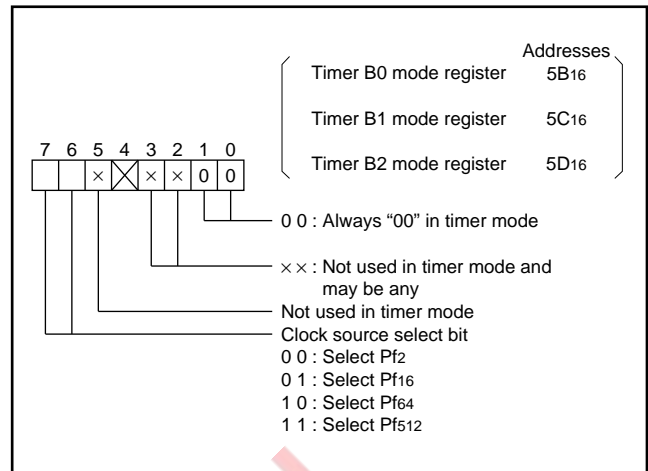 Addresses
Timer B0 mode register 5B16
Timer B1 mode register 5C16
Timer B2 mode register 5D16
7 6 5 4 3 2 1 0
× × × 0 0
0 0 : Always “00” in timer mode
×× : Not used in timer mode and
may be any
Not used in timer mode
Clock source select bit
0 0 : Select Pf2
0 1 : Select Pf16
1 0 : Select Pf64
1 1 : Select Pf512